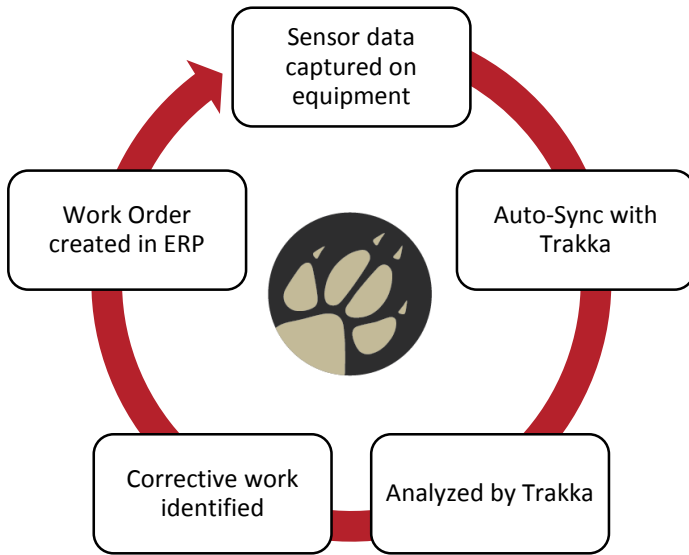 Sensor data
captured on
equipment
Auto-Sync with
Trakka
Analyzed by Trakka
Corrective work
identified
Work Order
created in ERP